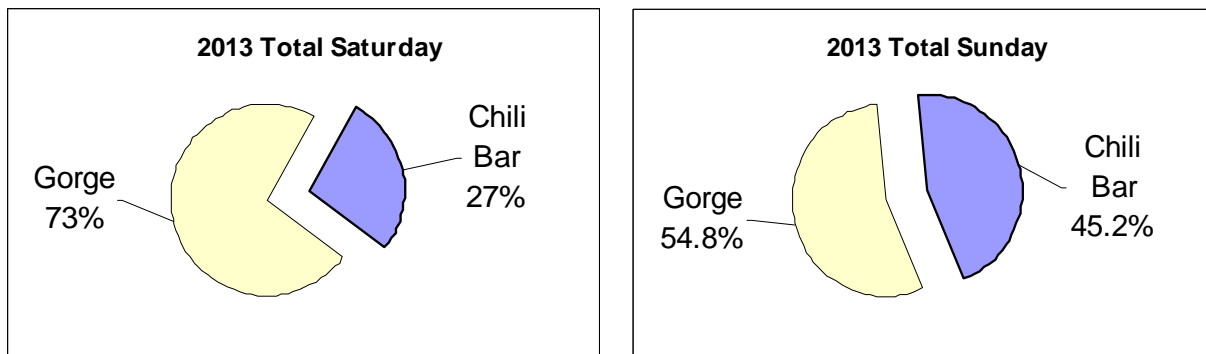 2013 Total Saturday
Gorge
73%
Chili
Bar
27%
2013 Total Sunday
Gorge
54.8%
Chili
Bar
45.2%